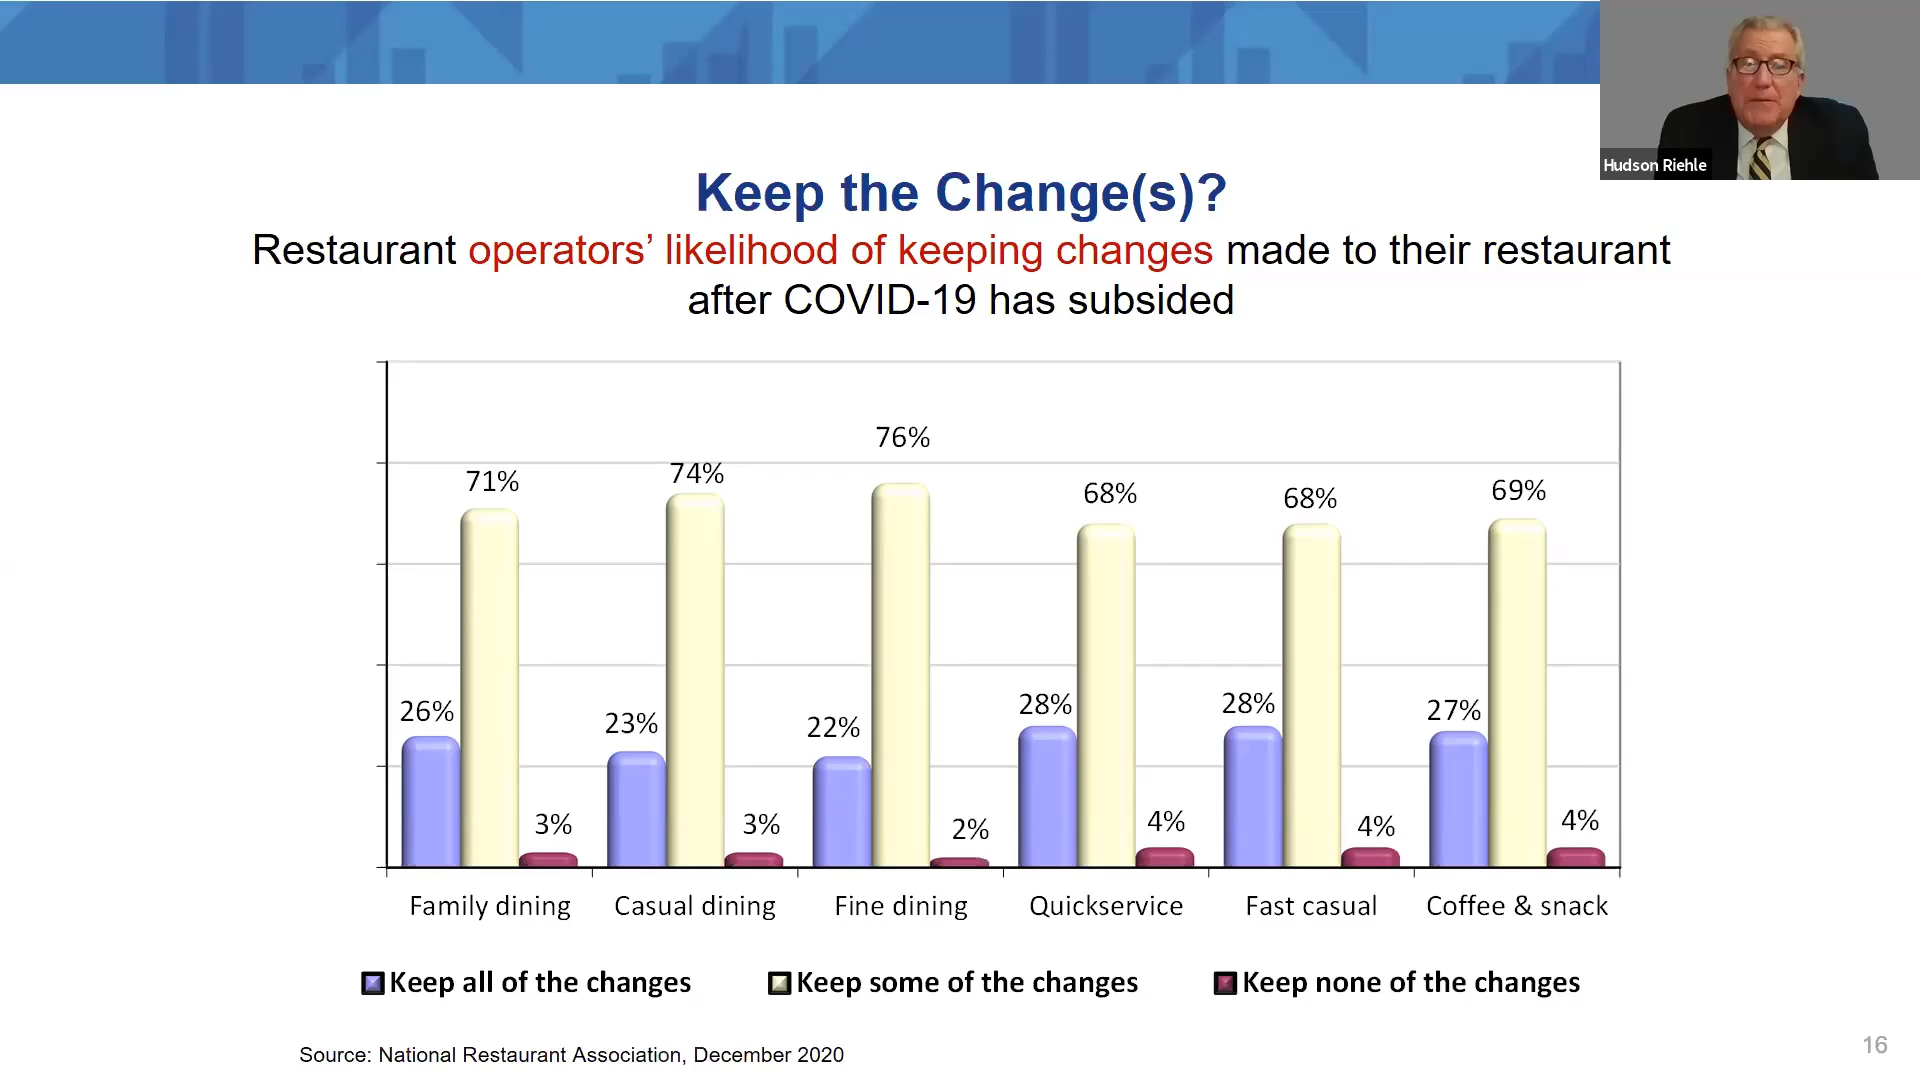 Hudson Riehle
Keep the Change(s)?
Restaurant operators’ likelihood of keeping changes made to their restaurant
after COVID-19 has subsided
76%
71%
74%
68%
68%
69%
26%
23%
22%
28%
28%
27%
3%
3%
2%
4%
4%
4%
Family dining
Casual dining
Fine dining
Quickservice
Fast casual
Coffee & snack
Keep all of the changes
Keep some of the changes
Keep none of the changes
Source: National Restaurant Association, December 2020
16